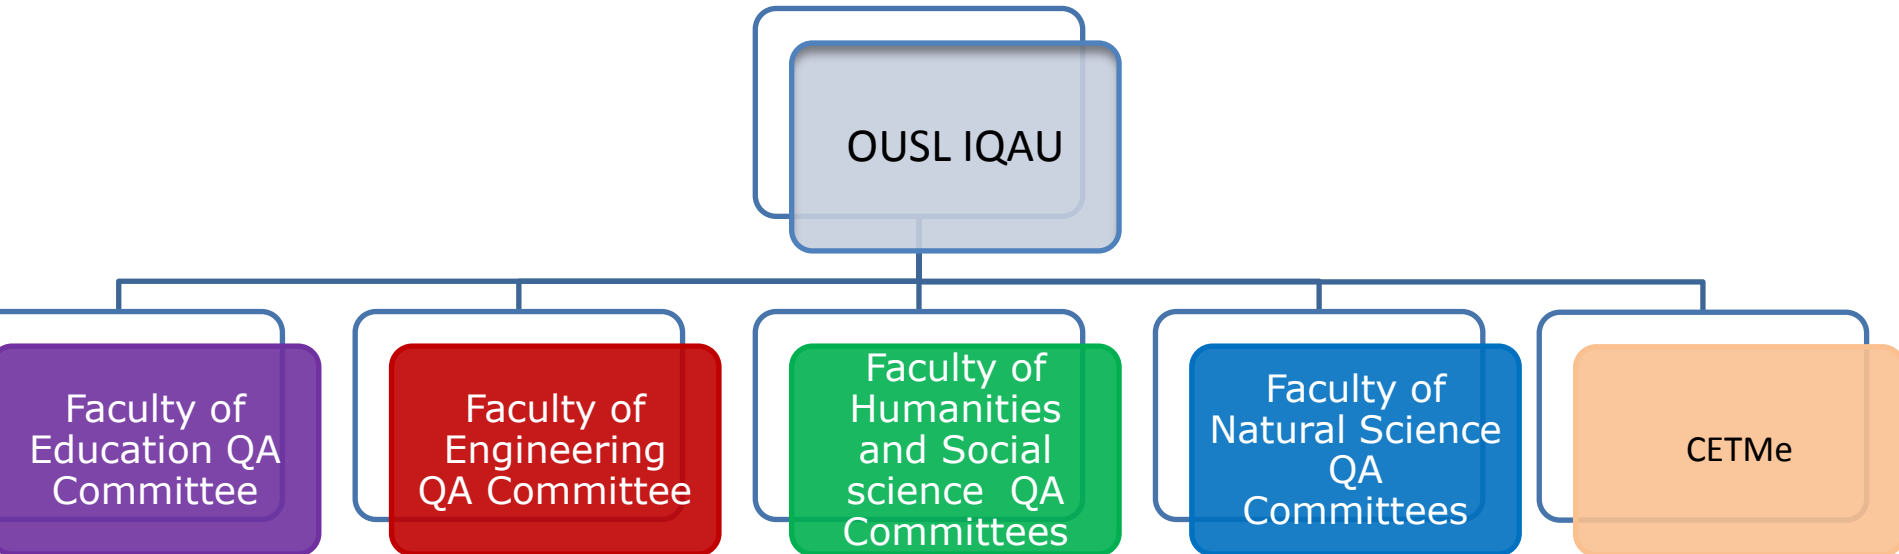 OUSL IQAU
Faculty of
Education QA
Committee
Faculty of
Engineering
QA Committee
Faculty of
Humanities
and Social
science  QA
Committees
Faculty of
Natural Science
QA
Committees
CETMe